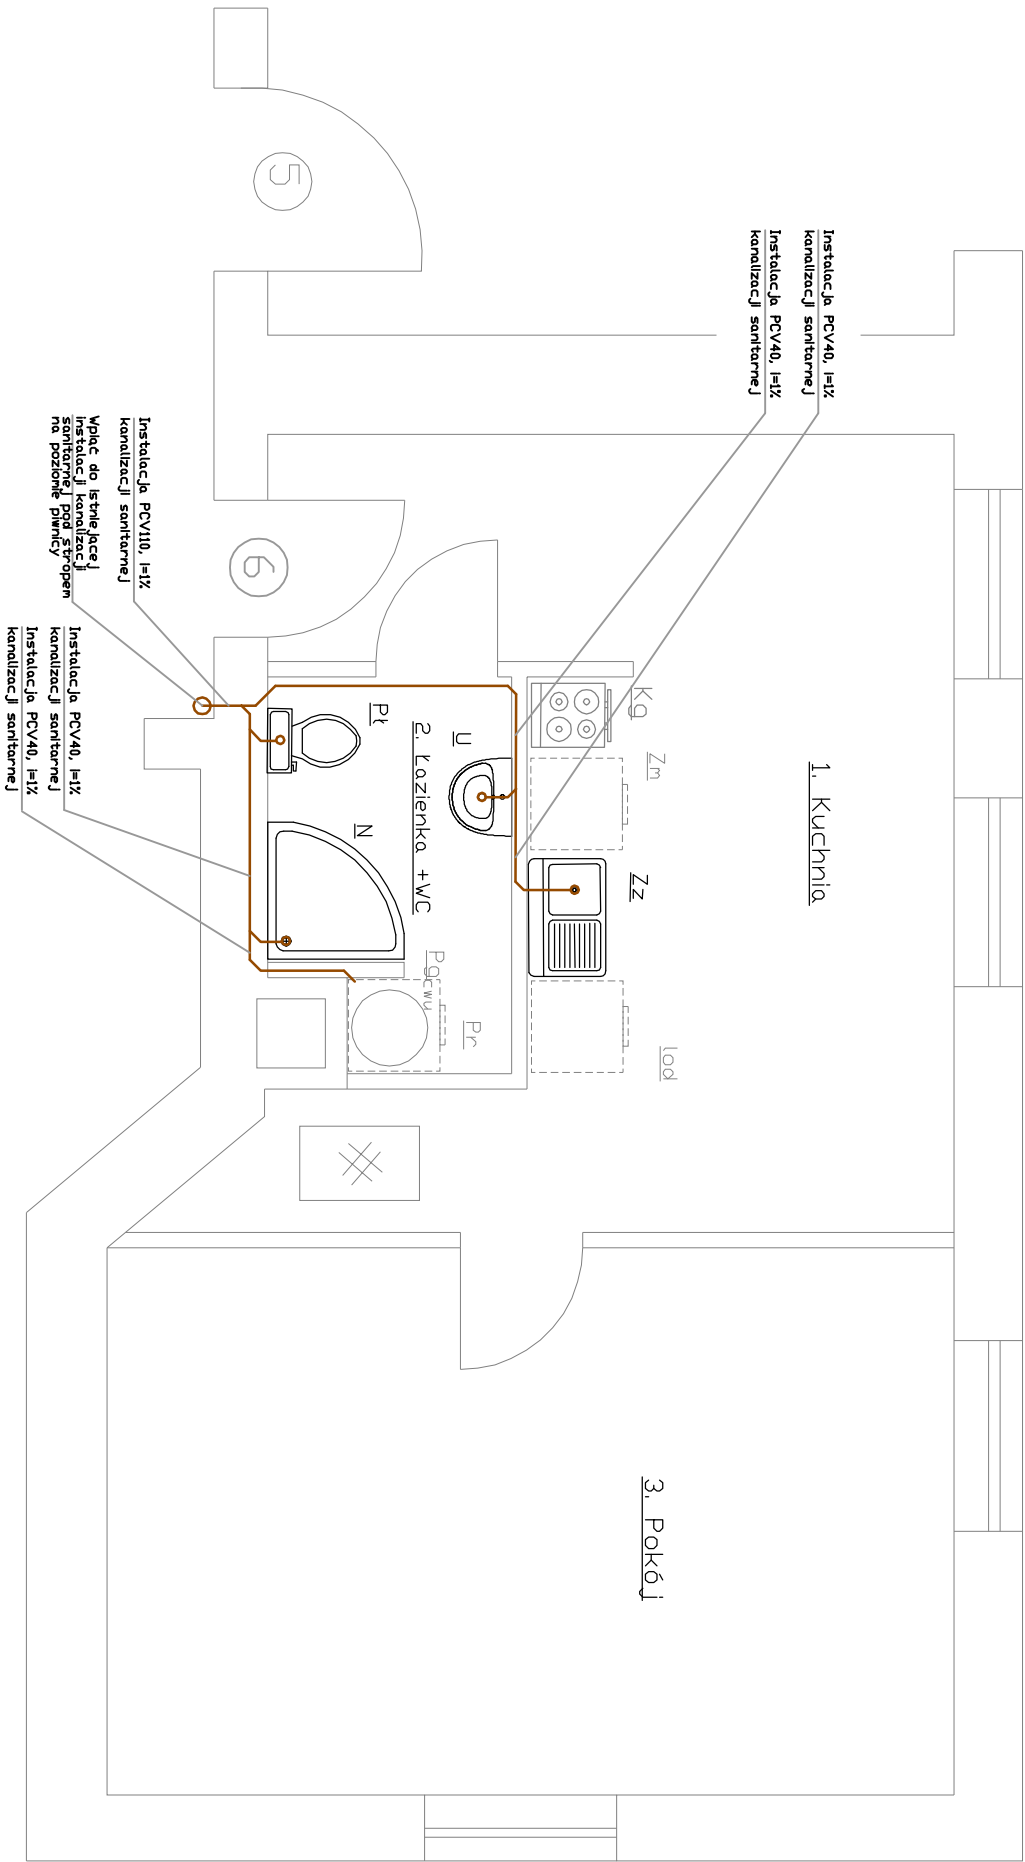 Instalacja PCV40, i=1%
kanalizacji sanitarnej
Instalacja PCV40, i=1%
kanalizacji sanitarnej
5
Instalacja PCV110, i=1%
kanalizacji sanitarnej
Wpiąć do istniejącej
instalacji kanalizacji
sanitarnej pod stropem
na poziomie piwnicy
6
Instalacja PCV40, i=1%
kanalizacji sanitarnej
Instalacja PCV40, i=1%
kanalizacji sanitarnej
1. Kuchnia
Kg
Zm
Zz
lod
U
2. Łazienka +WC
Pł
N
Pgcwu
Pr
3. Pokój